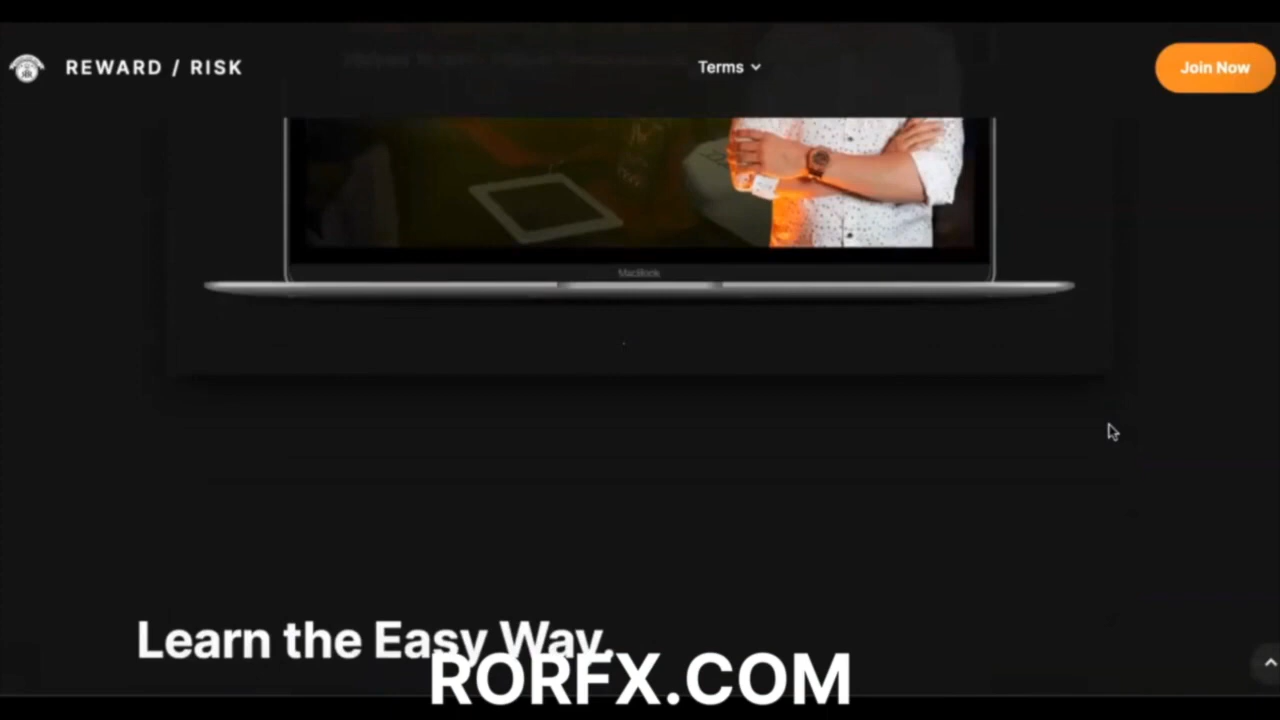 REWARD / RISK
Terms
Join Now
MacBook
Learn the Easy Way.
RORFX.COM